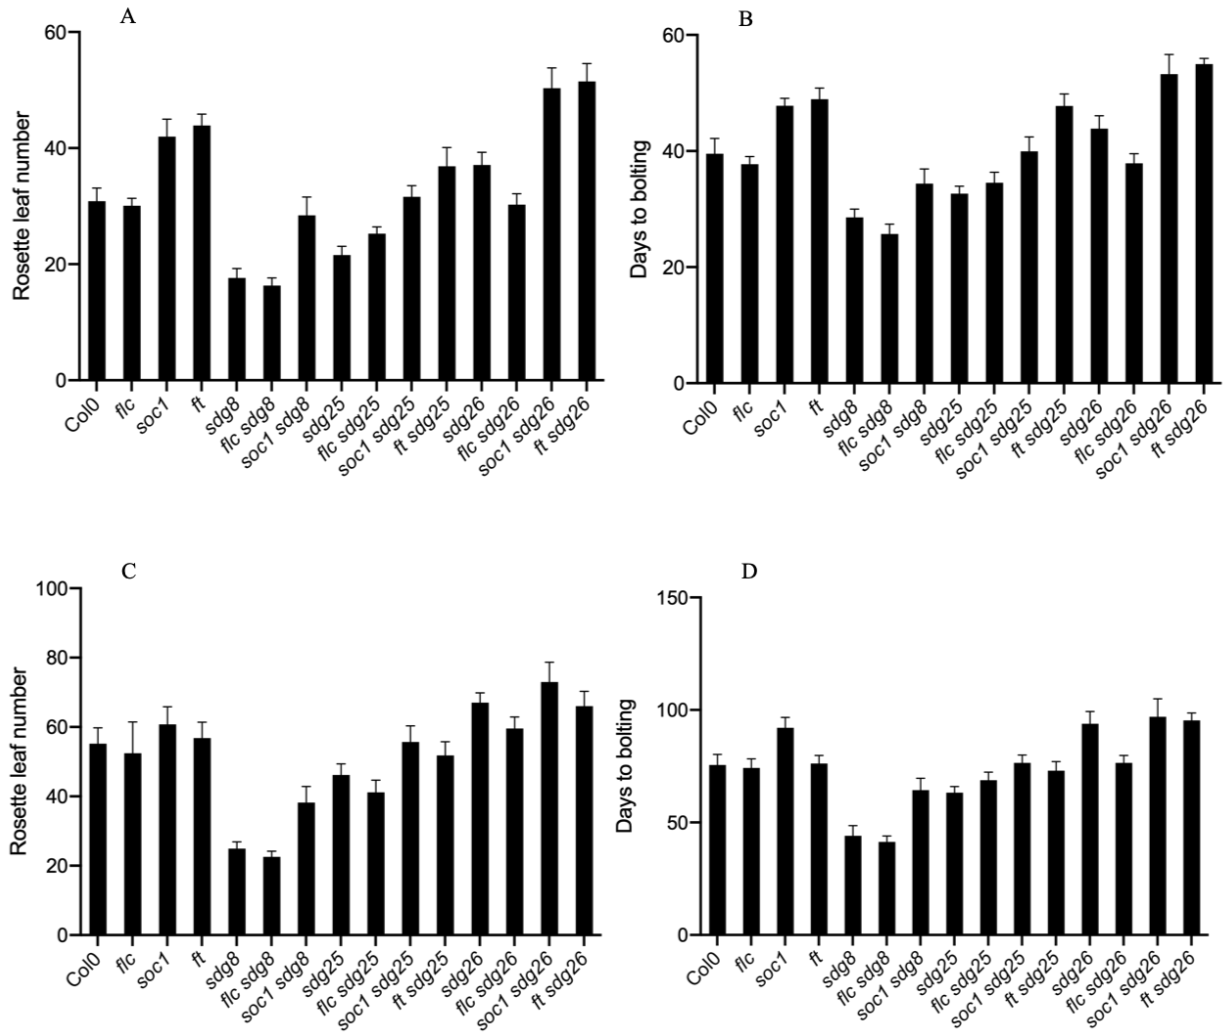 A
Rosette leaf number
60
40
20
0
Col0
flc
soc1
ft
sdg8
flc sdg8
soc1 sdg8
sdg25
flc sdg25
soc1 sdg25
ft sdg25
sdg26
flc sdg26
soc1 sdg26
ft sdg26
B
Days to bolting
60
40
20
0
Col0
flc
soc1
ft
sdg8
flc sdg8
soc1 sdg8
sdg25
flc sdg25
soc1 sdg25
ft sdg25
sdg26
flc sdg26
soc1 sdg26
ft sdg26
C
Rosette leaf number
100
80
60
40
20
0
Col0
flc
soc1
ft
sdg8
flc sdg8
soc1 sdg8
sdg25
flc sdg25
soc1 sdg25
ft sdg25
sdg26
flc sdg26
soc1 sdg26
ft sdg26
D
Days to bolting
150
100
50
0
Col0
flc
soc1
ft
sdg8
flc sdg8
soc1 sdg8
sdg25
flc sdg25
soc1 sdg25
ft sdg25
sdg26
flc sdg26
soc1 sdg26
ft sdg26